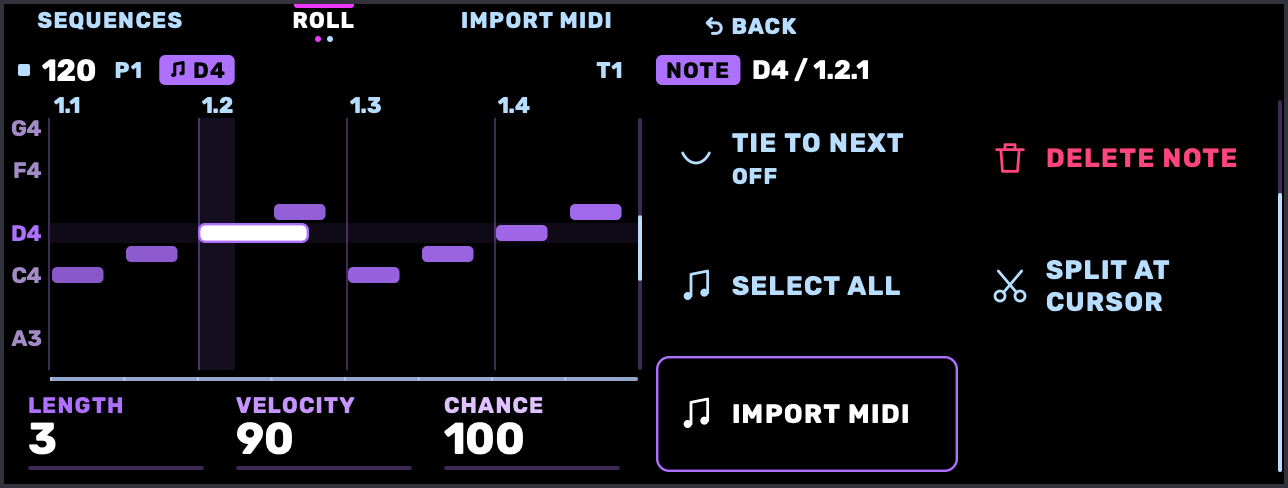 SEQUENCES
ROLL
IMPORT MIDI
BACK
120
P1
D4
T1
NOTE
D4 / 1.2.1
1.1
1.2
1.3
1.4
G4
F4
D4
C4
A3
TIE TO NEXT
OFF
DELETE NOTE
SELECT ALL
SPLIT AT
CURSOR
IMPORT MIDI
LENGTH
3
VELOCITY
90
CHANCE
100